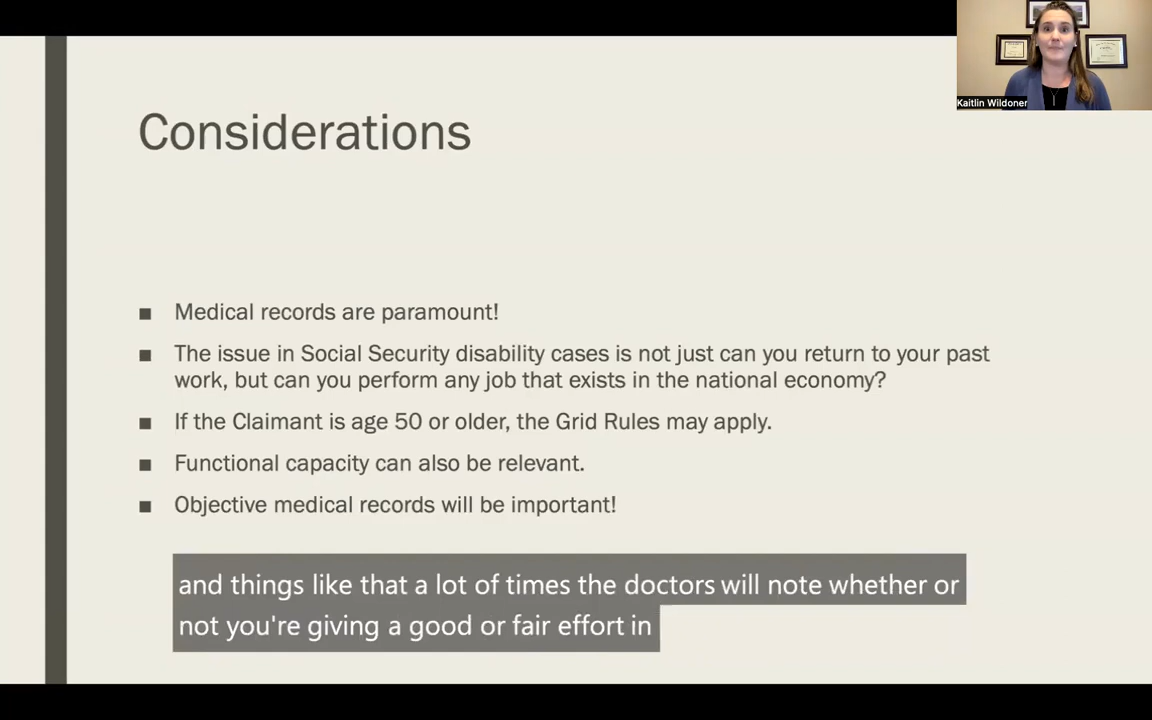 Kaitlin Wildoner
Considerations
■ Medical records are paramount!
■ The issue in Social Security disability cases is not just can you return to your past
work, but can you perform any job that exists in the national economy?
■ If the Claimant is age 50 or older, the Grid Rules may apply.
■ Functional capacity can also be relevant.
■ Objective medical records will be important!
and things like that a lot of times the doctors will note whether or
not you're giving a good or fair effort in